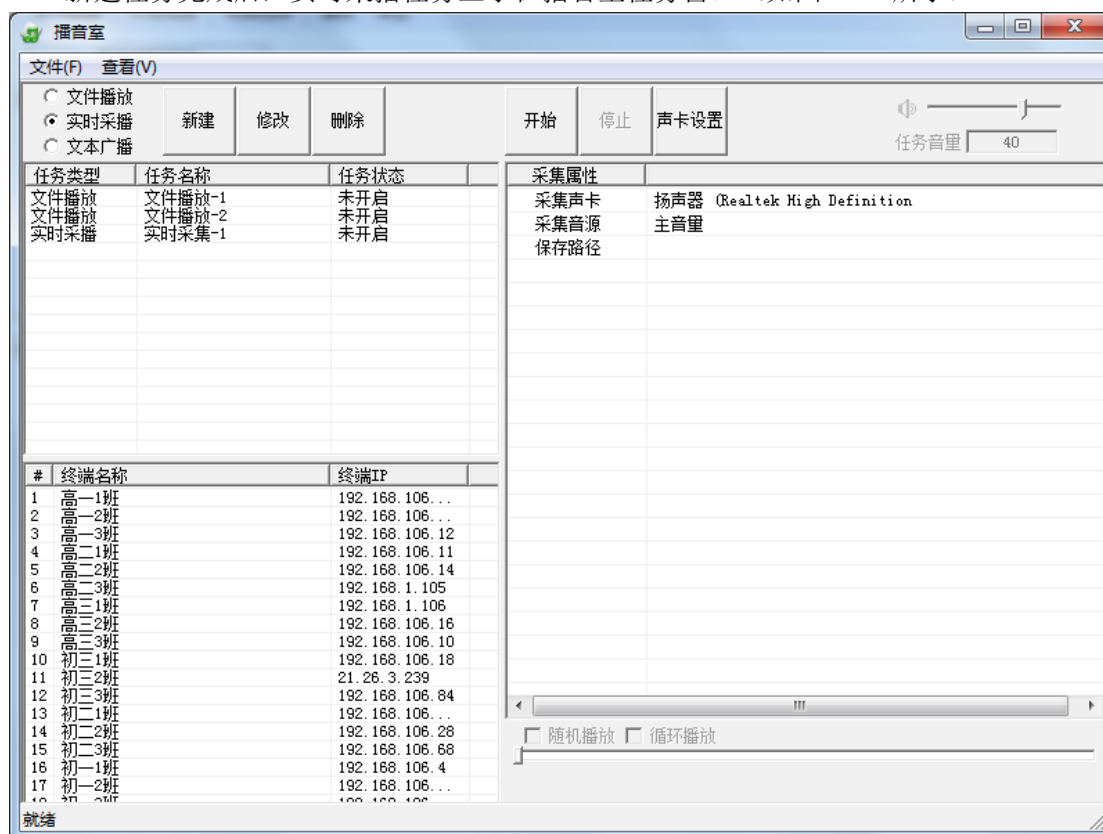 播音室
文件(F) 查看(V)
文件播放
实时采播
文本广播
新建 修改 删除
开始 停止 声卡设置
任务音量 40
任务类型 任务名称 任务状态
文件播放 文件播放-1 未开启
文件播放 文件播放-2 未开启
实时采播 实时采集-1 未开启
采集属性
采集声卡 扬声器 (Realtek High Definition
采集音源 主音量
保存路径
# 终端名称 终端IP
1 高一1班 192.168.106...
2 高一2班 192.168.106...
3 高一3班 192.168.106.12
4 高二1班 192.168.106.11
5 高二2班 192.168.106.14
6 高二3班 192.168.1.105
7 高三1班 192.168.1.106
8 高三2班 192.168.106.16
9 高三3班 192.168.106.10
10 初三1班 192.168.106.18
11 初三2班 21.26.3.239
12 初三3班 192.168.106.84
13 初二1班 192.168.106...
14 初二2班 192.168.106.28
15 初二3班 192.168.106.68
16 初一1班 192.168.106.4
17 初一2班 192.168.106...
随机播放 循环播放
就绪